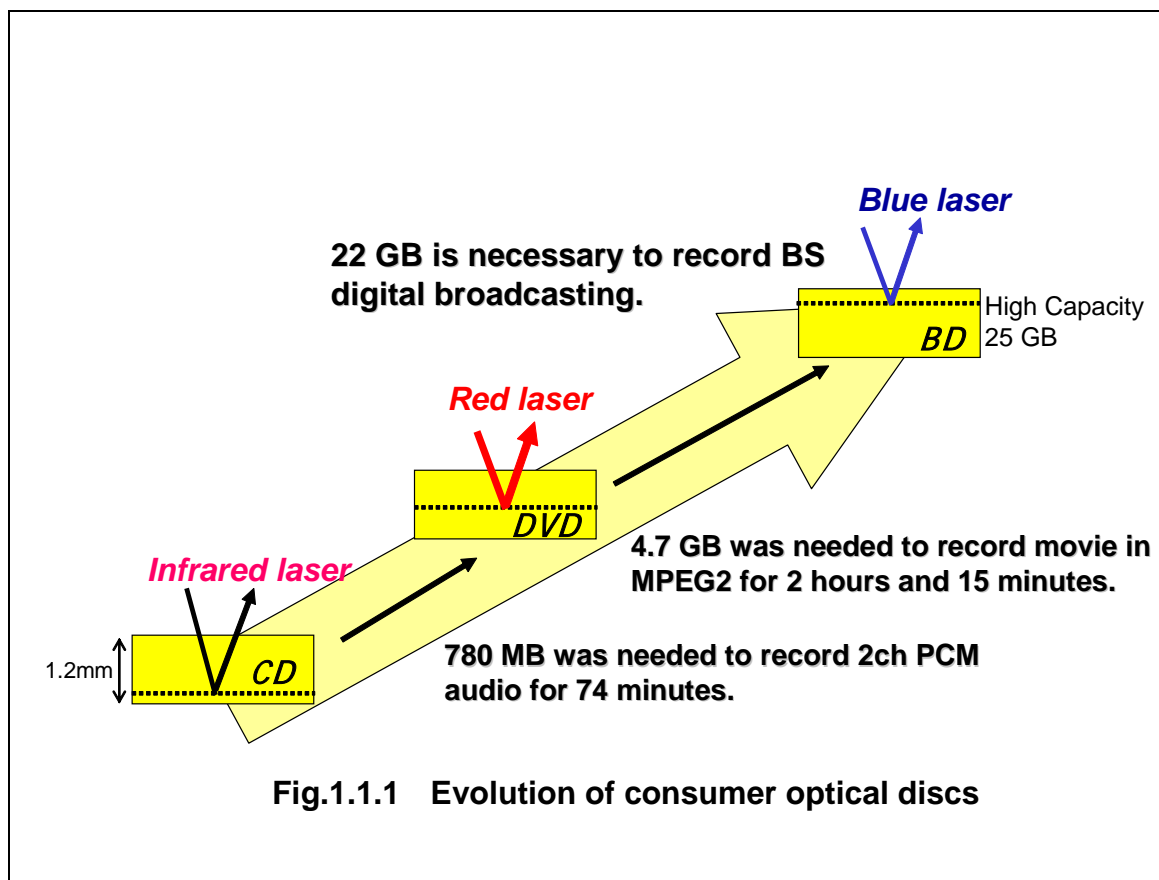 Blue laser
22 GB is necessary to record BS
digital broadcasting.
High Capacity
25 GB
BD
Red laser
DVD
4.7 GB was needed to record movie in
MPEG2 for 2 hours and 15 minutes.
Infrared laser
1.2mm
CD
780 MB was needed to record 2ch PCM
audio for 74 minutes.
Fig.1.1.1 Evolution of consumer optical discs